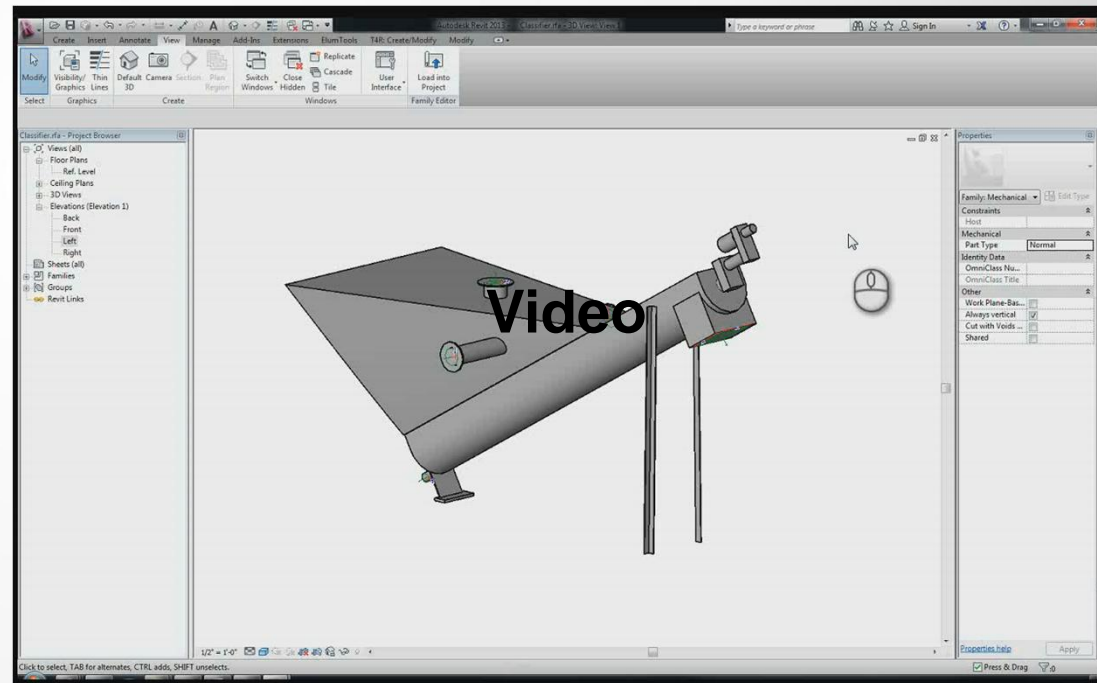 Autodesk Revit 2013 - Classifier.rfa - 3D View: View 1
Type a keyword or phrase
Sign In
Create Insert Annotate View Manage Add-Ins Extensions ElumTools T4R: Create/Modify Modify
Modify
Visibility/ Graphics
Thin Lines
Default 3D
Camera
Section
Plan Region
Switch Windows
Close Hidden
Replicate
Cascade
Tile
User Interface
Load into Project
Select Graphics Create Windows Family Editor
Classifier.rfa - Project Browser
Views (all)
Floor Plans
Ref. Level
Ceiling Plans
3D Views
Elevations (Elevation 1)
Back
Front
Left
Right
Sheets (all)
Families
Groups
Revit Links
Video
Properties
Family: Mechanical
Edit Type
Constraints
Host
Mechanical
Part Type Normal
Identity Data
OmniClass Nu...
OmniClass Title
Other
Work Plane-Bas...
Always vertical
Cut with Voids ...
Shared
Properties help
Apply
1/2" = 1'-0"
Click to select, TAB for alternates, CTRL adds, SHIFT unselects.
Press & Drag
:0